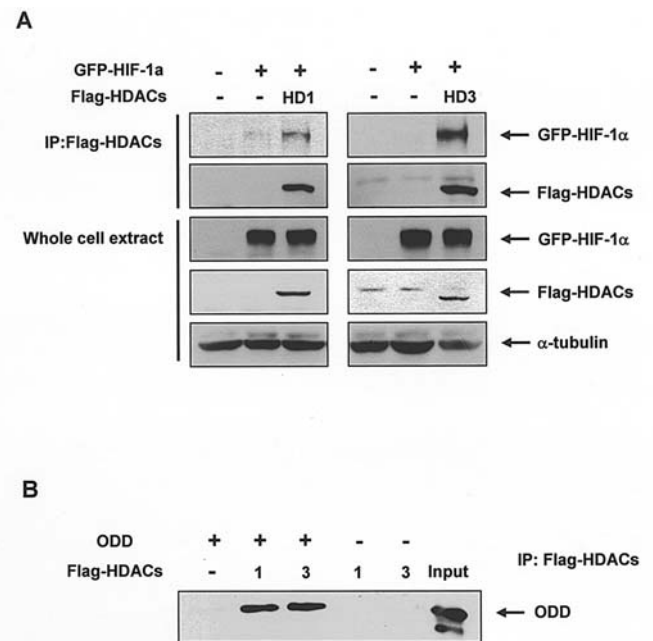 A
GFP-HIF-1a - + + - + +
Flag-HDACs - - HD1 - - HD3
IP:Flag-HDACs
GFP-HIF-1α
Flag-HDACs
Whole cell extract
GFP-HIF-1α
Flag-HDACs
α-tubulin
B
ODD + + + - -
IP: Flag-HDACs
Flag-HDACs - 1 3 1 3 Input
ODD